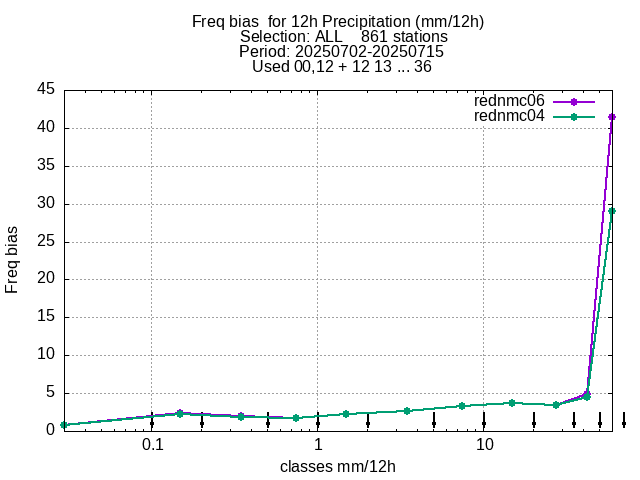 Freq bias  for 12h Precipitation (mm/12h)
Selection: ALL    861 stations
Period: 20250702-20250715
Used 00,12 + 12 13 ... 36
rednmc06
rednmc04
45
40
35
30
25
20
15
10
5
0
Freq bias
0.1
1
10
classes mm/12h